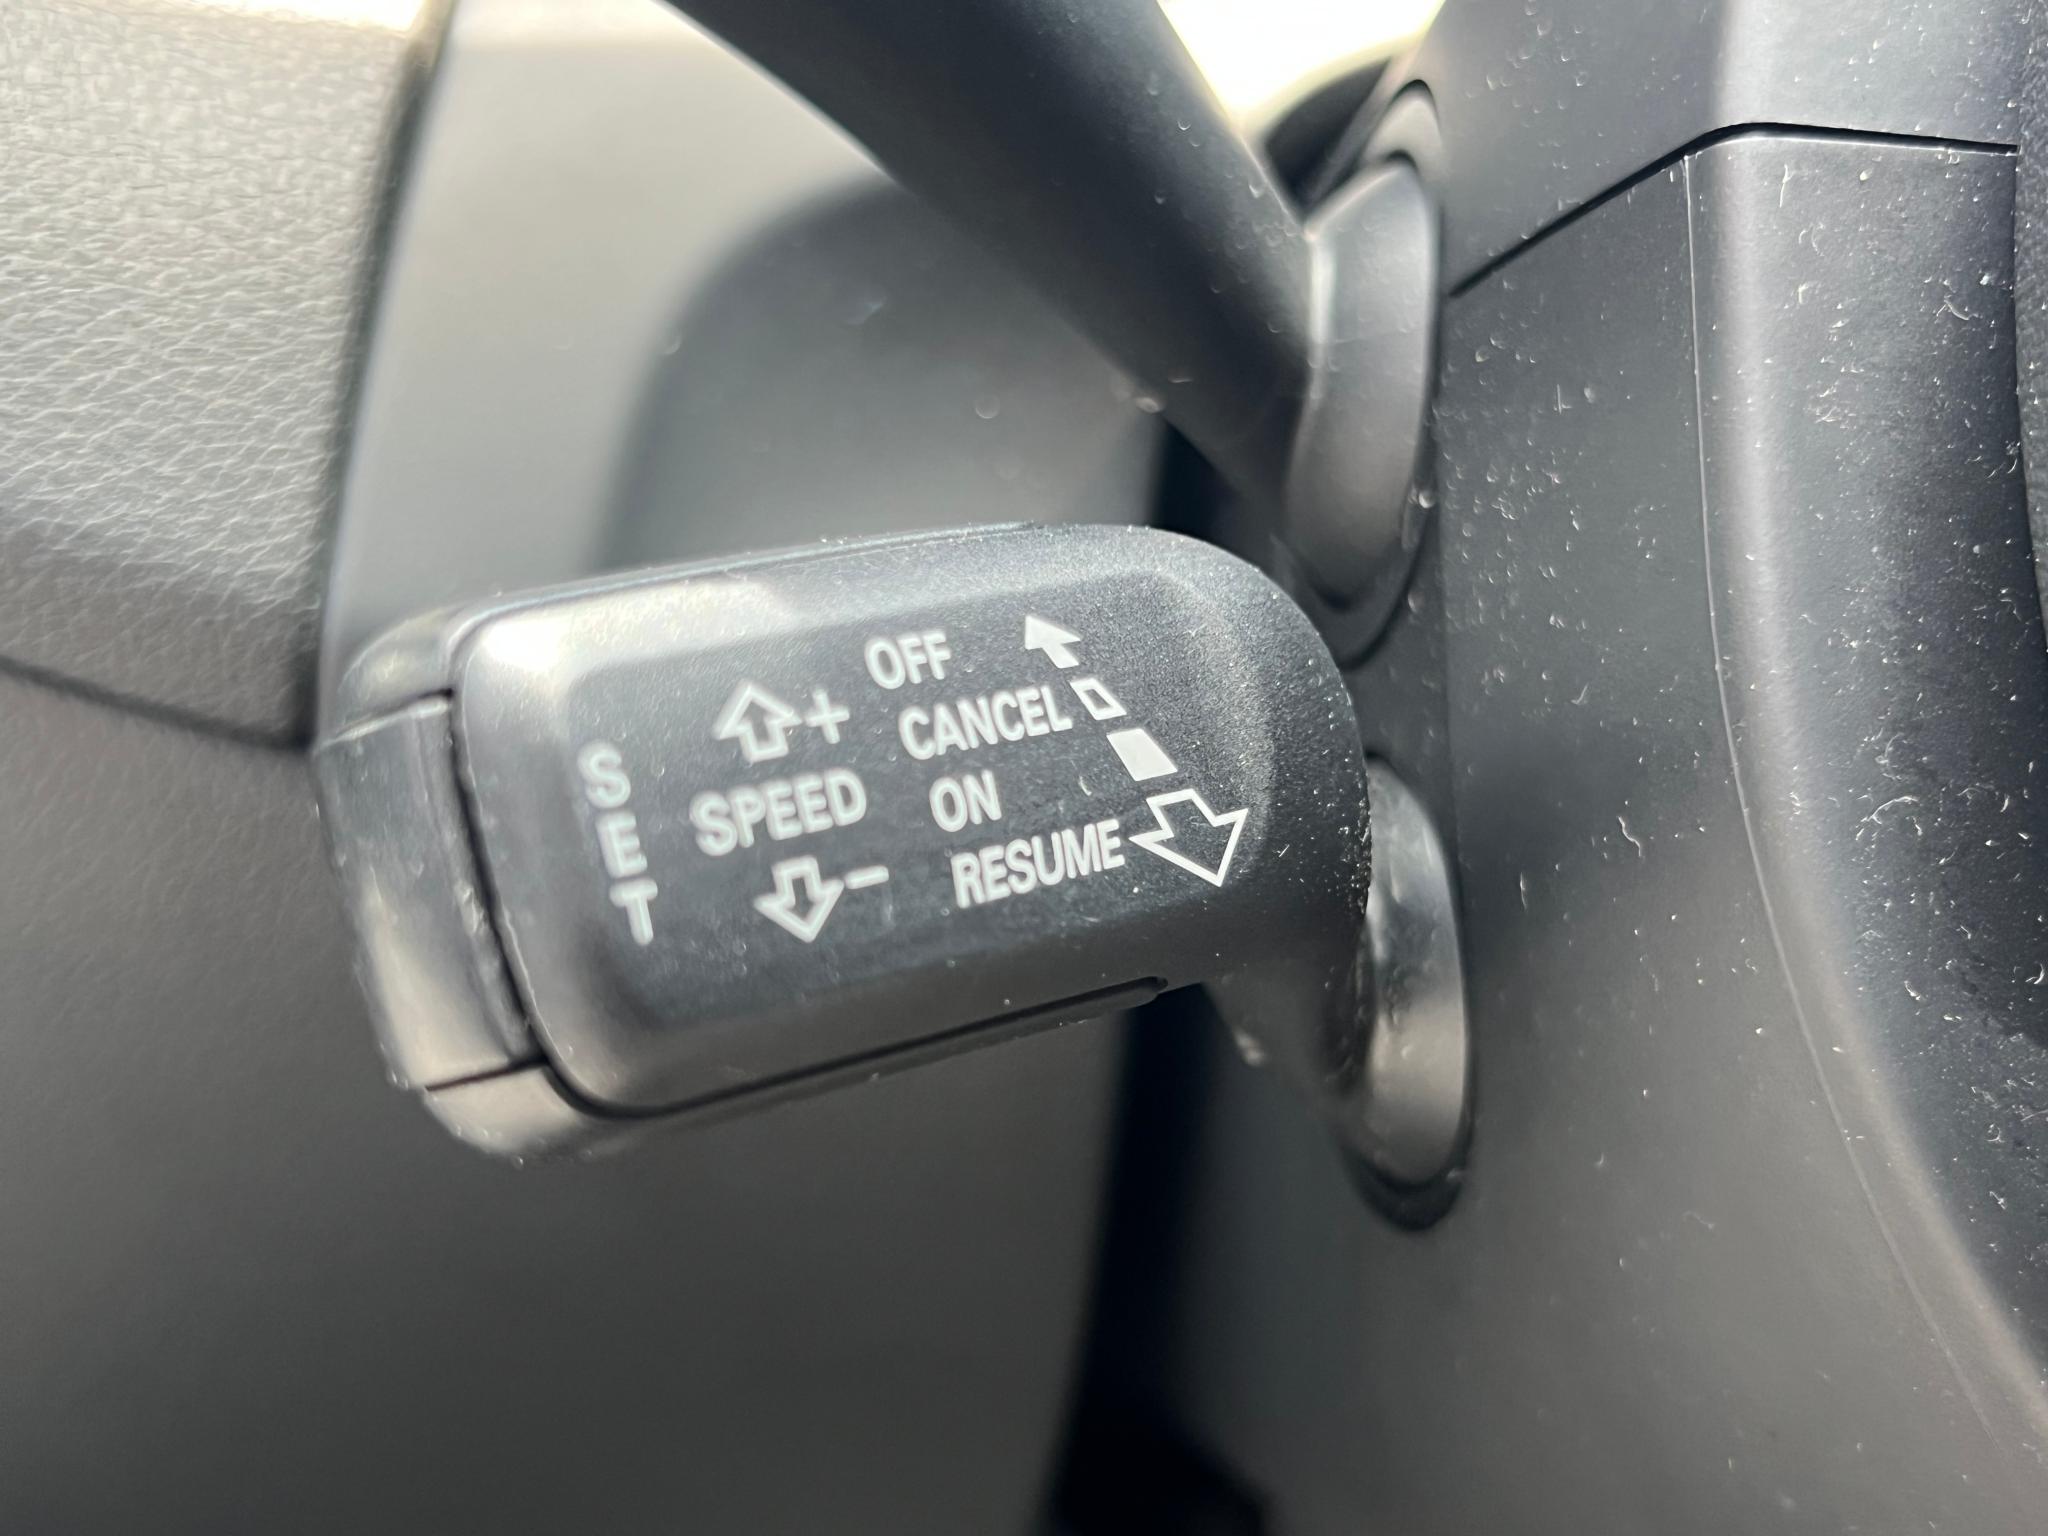 SET
+
SPEED
−
OFF
CANCEL
ON
RESUME